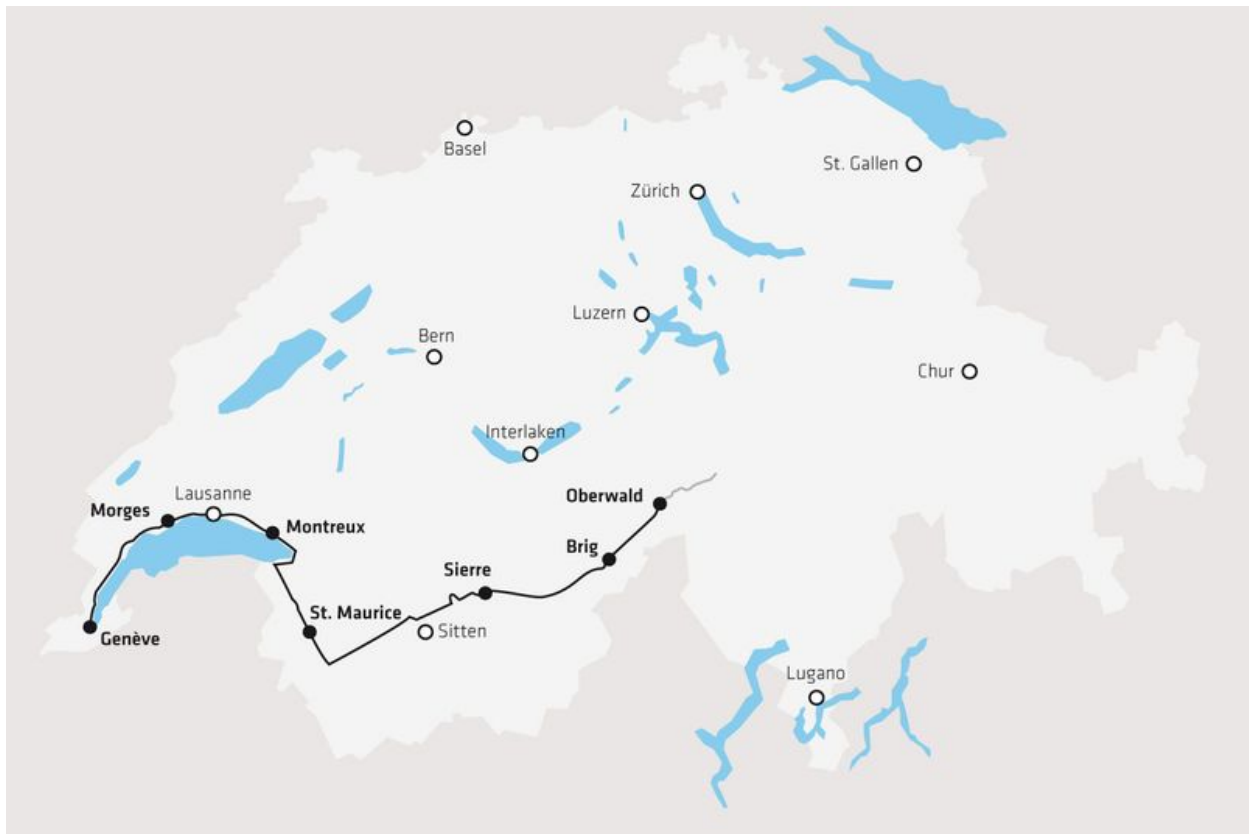 Basel
St. Gallen
Zürich
Luzern
Bern
Chur
Interlaken
Lausanne
Oberwald
Morges
Montreux
Brig
Sierre
St. Maurice
Sitten
Genève
Lugano